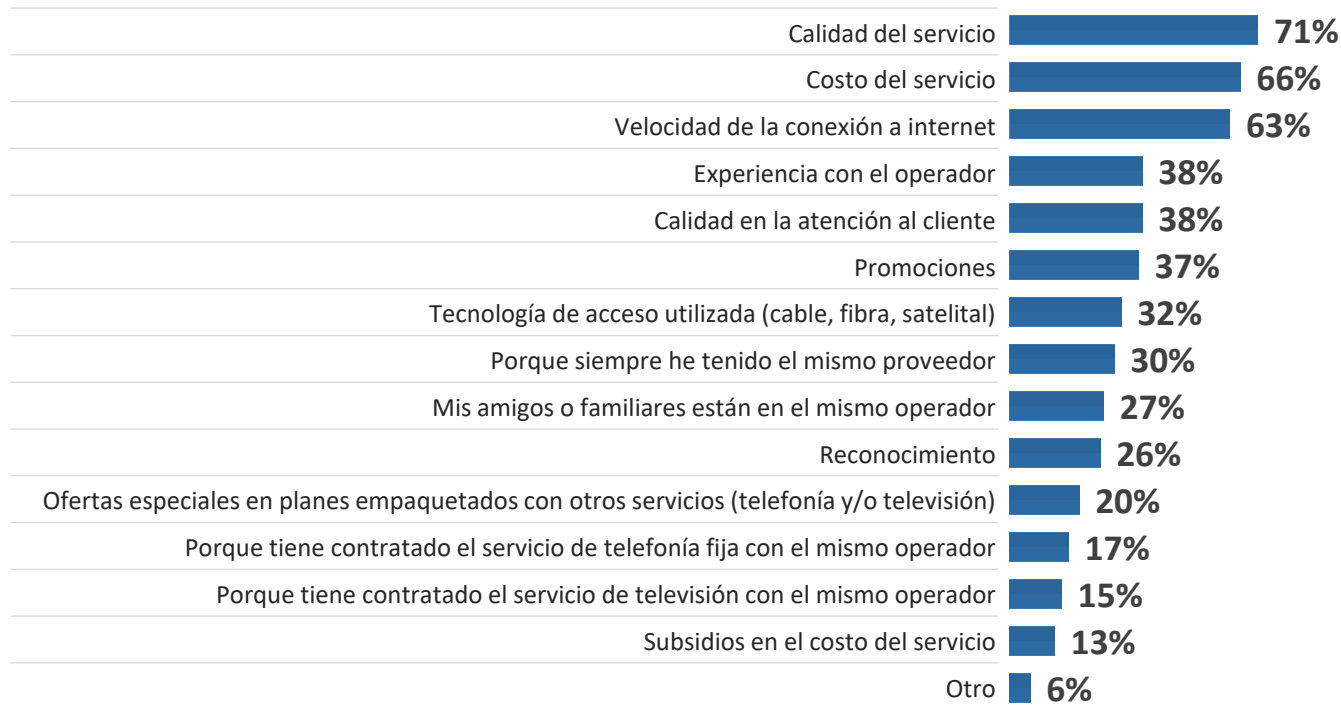 Calidad del servicio 71%
Costo del servicio 66%
Velocidad de la conexión a internet 63%
Experiencia con el operador 38%
Calidad en la atención al cliente 38%
Promociones 37%
Tecnología de acceso utilizada (cable, fibra, satelital) 32%
Porque siempre he tenido el mismo proveedor 30%
Mis amigos o familiares están en el mismo operador 27%
Reconocimiento 26%
Ofertas especiales en planes empaquetados con otros servicios (telefonía y/o televisión) 20%
Porque tiene contratado el servicio de telefonía fija con el mismo operador 17%
Porque tiene contratado el servicio de televisión con el mismo operador 15%
Subsidios en el costo del servicio 13%
Otro 6%